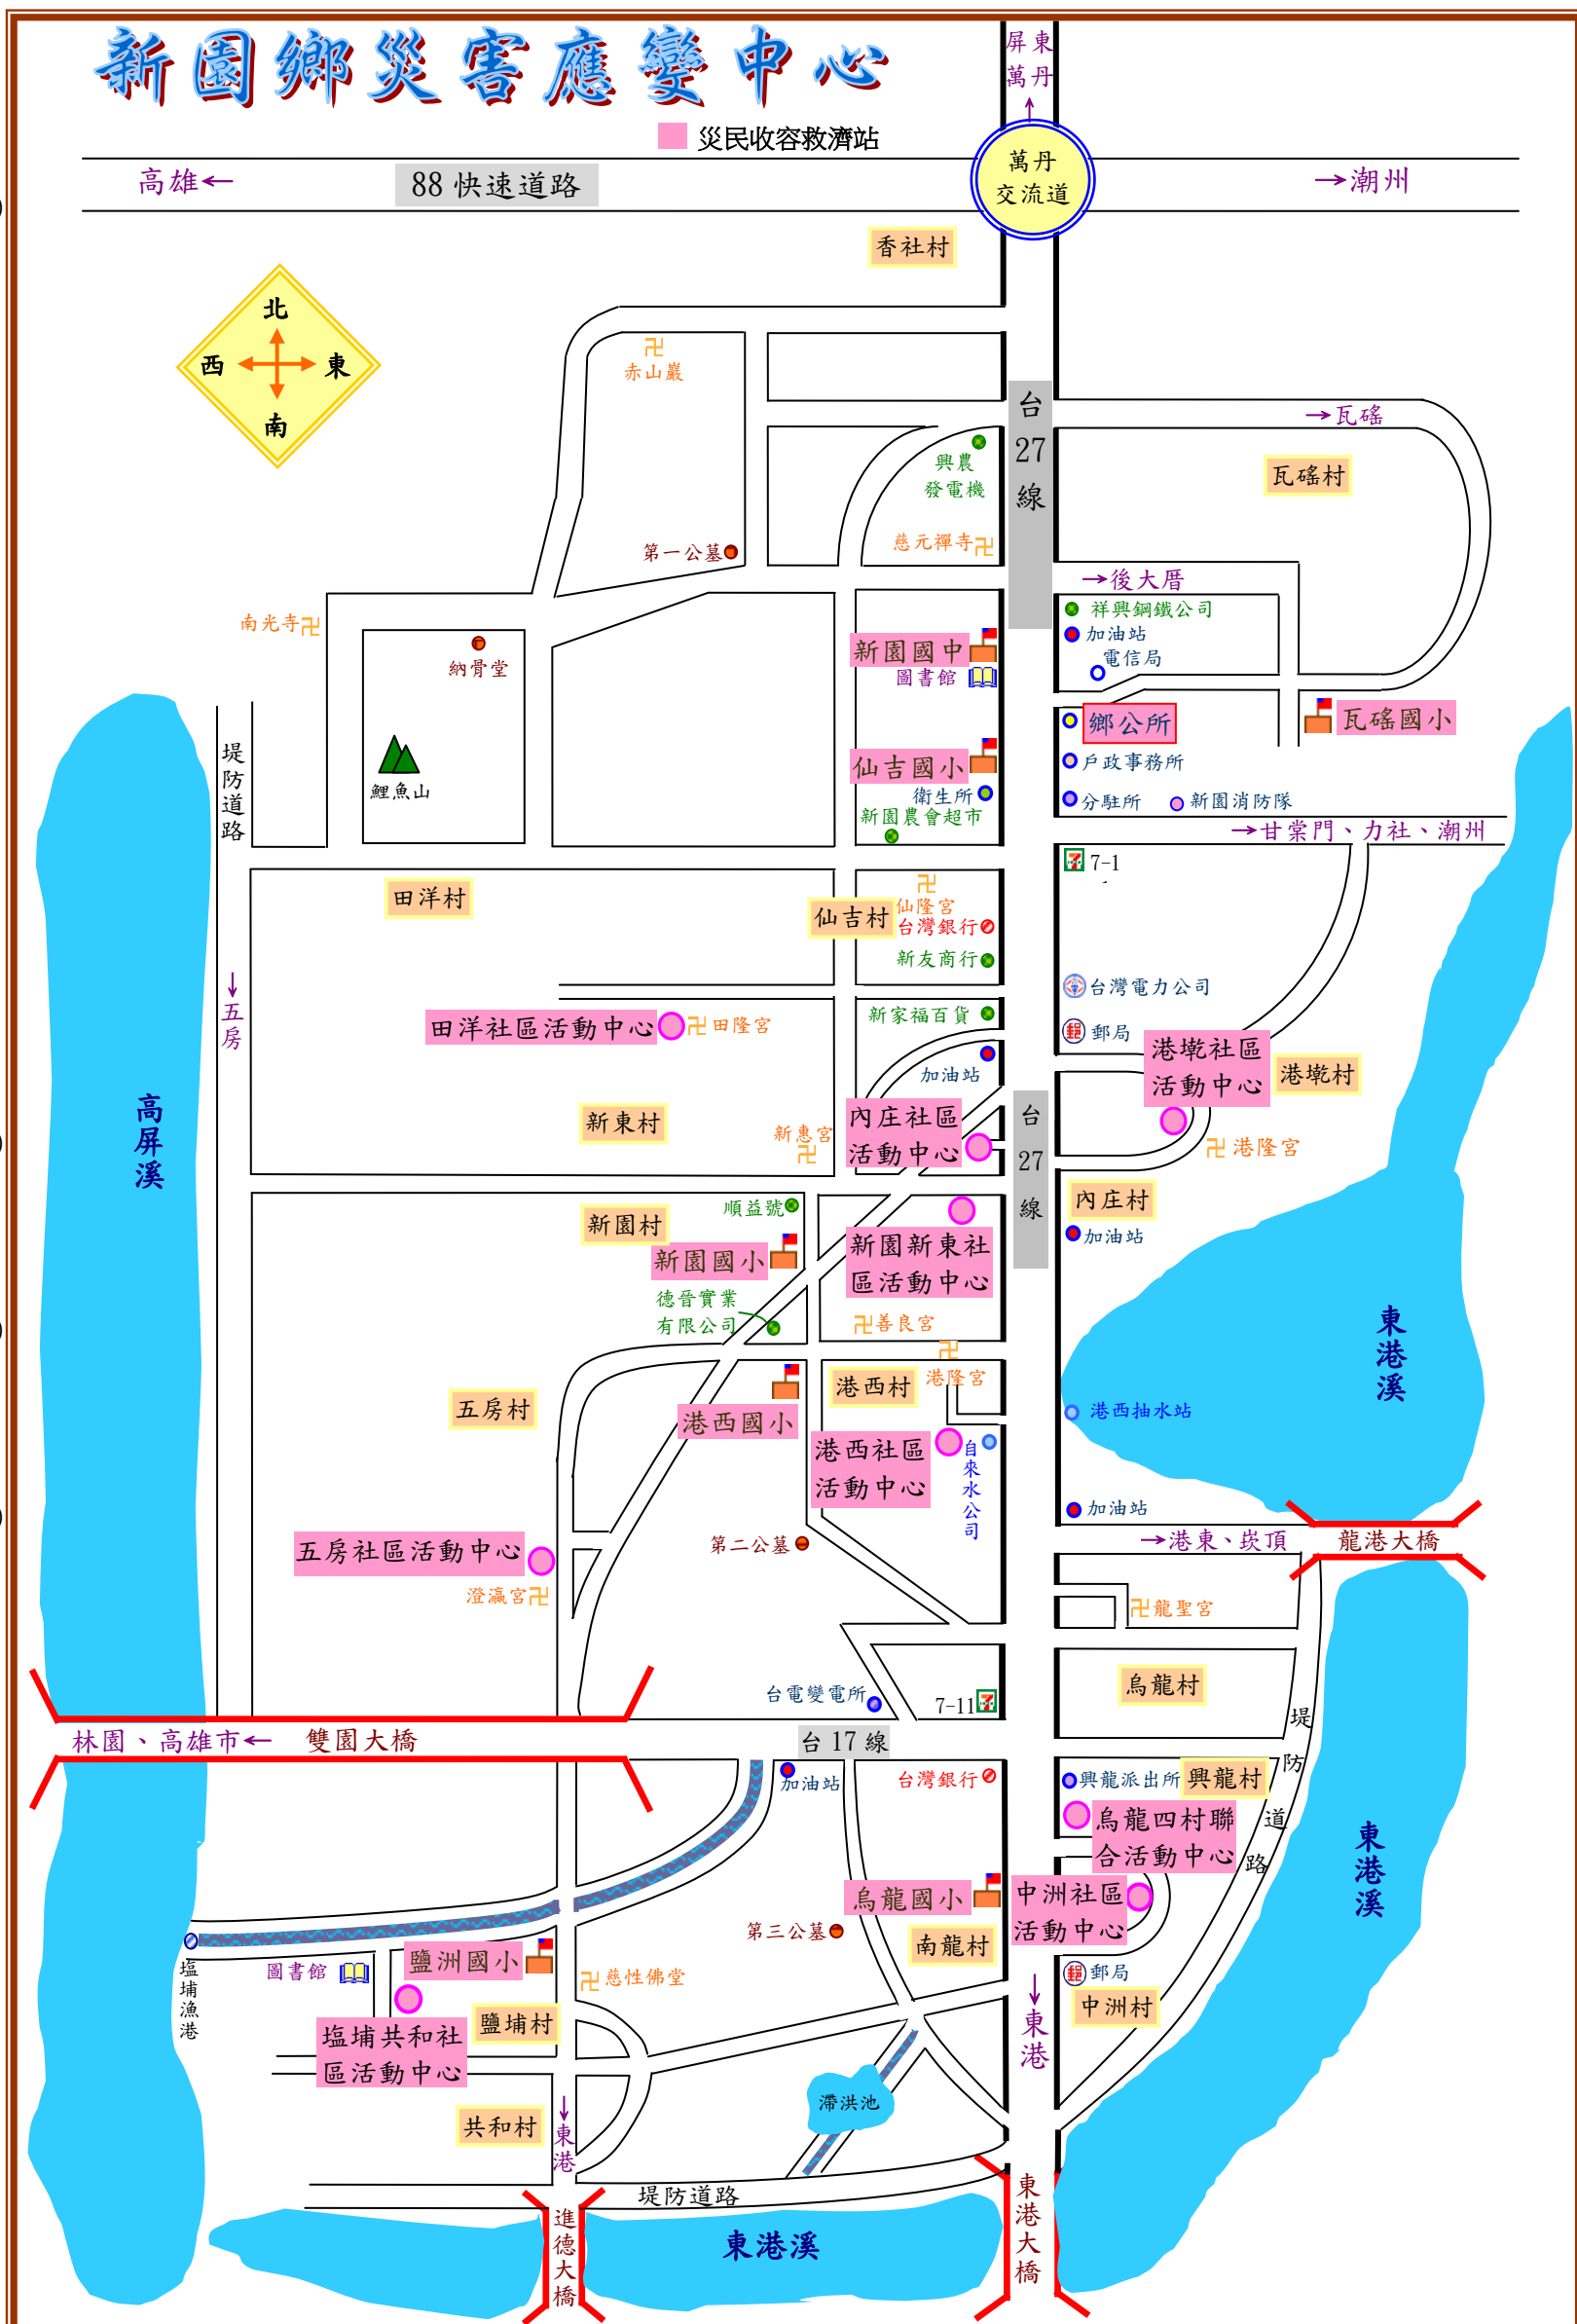 新園鄉災害應變中心
屏東
萬丹
↑
災民收容救濟站
高雄←
88 快速道路
萬丹
交流道
→潮州
香社村
北
西
東
南
赤山巖
台
27
線
→瓦磘
瓦磘村
興農
發電機
慈元禪寺
第一公墓
→後大厝
祥興鋼鐵公司
加油站
電信局
南光寺
納骨堂
新園國中
圖書館
鄉公所
瓦磘國小
堤防道路
鯉魚山
仙吉國小
戶政事務所
衛生所
分駐所
新園消防隊
新園農會超市
→甘棠門、力社、潮州
7-1
田洋村
仙吉村
仙隆宮
台灣銀行
新友商行
↓五房
台灣電力公司
田洋社區活動中心
田隆宮
新家福百貨
郵局
港墘社區
活動中心
港墘村
加油站
高屏溪
新東村
新惠宮
內庄社區
活動中心
台
27
線
港隆宮
內庄村
加油站
順益號
新園村
新園國小
新園新東社
區活動中心
德晉實業
有限公司
善良宮
東港溪
港隆宮
港西村
五房村
港西國小
港西抽水站
港西社區
活動中心
自來水公司
加油站
五房社區活動中心
第二公墓
→港東、崁頂
龍港大橋
澄瀛宮
龍聖宮
烏龍村
台電變電所
7-11
堤防道路
林園、高雄市←
雙園大橋
台 17 線
加油站
台灣銀行
興龍派出所
興龍村
烏龍四村聯
合活動中心
東港溪
烏龍國小
中洲社區
活動中心
第三公墓
南龍村
塩埔漁港
圖書館
鹽洲國小
慈性佛堂
郵局
中洲村
鹽埔村
塩埔共和社
區活動中心
↓東港
滯洪池
共和村
↓東港
堤防道路
進德大橋
東港溪
東港大橋